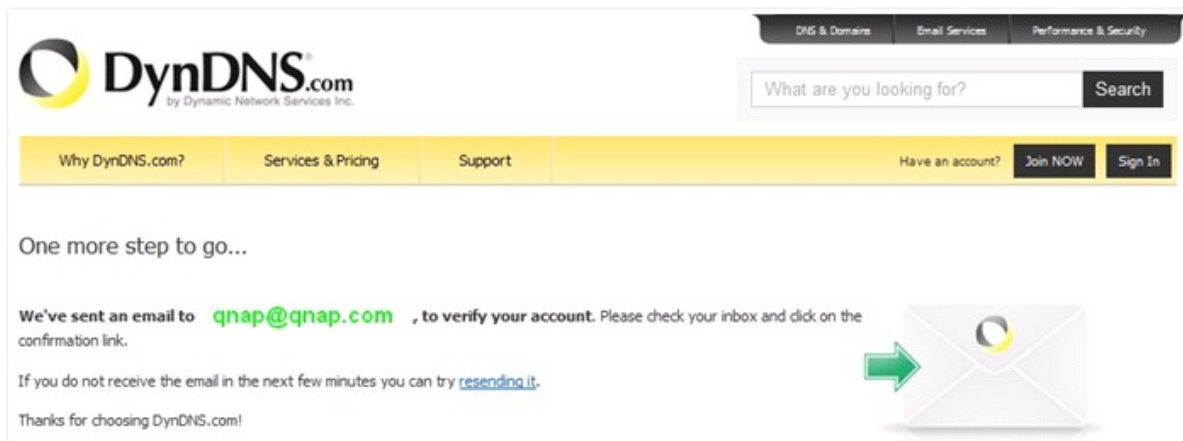 DNS & Domains Email Services Performance & Security
DynDNS.com
by Dynamic Network Services Inc.
What are you looking for? Search
Why DynDNS.com? Services & Pricing Support Have an account? Join NOW Sign In
One more step to go...
We've sent an email to qnap@qnap.com , to verify your account. Please check your inbox and click on the
confirmation link.
If you do not receive the email in the next few minutes you can try resending it.
Thanks for choosing DynDNS.com!